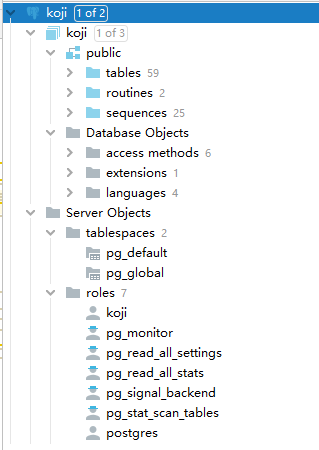 koji 1 of 2
koji 1 of 3
public
tables 59
routines 2
sequences 25
Database Objects
access methods 6
extensions 1
languages 4
Server Objects
tablespaces 2
pg_default
pg_global
roles 7
koji
pg_monitor
pg_read_all_settings
pg_read_all_stats
pg_signal_backend
pg_stat_scan_tables
postgres